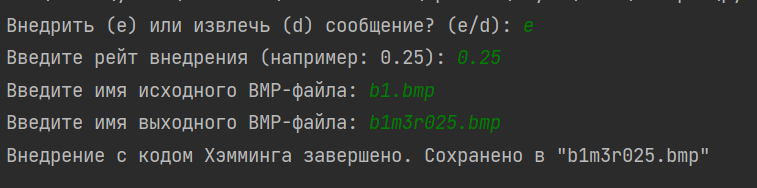 Внедрить (e) или извлечь (d) сообщение? (e/d): e
Введите рейт внедрения (например: 0.25): 0.25
Введите имя исходного BMP-файла: b1.bmp
Введите имя выходного BMP-файла: b1m3r025.bmp
Внедрение с кодом Хэмминга завершено. Сохранено в "b1m3r025.bmp"